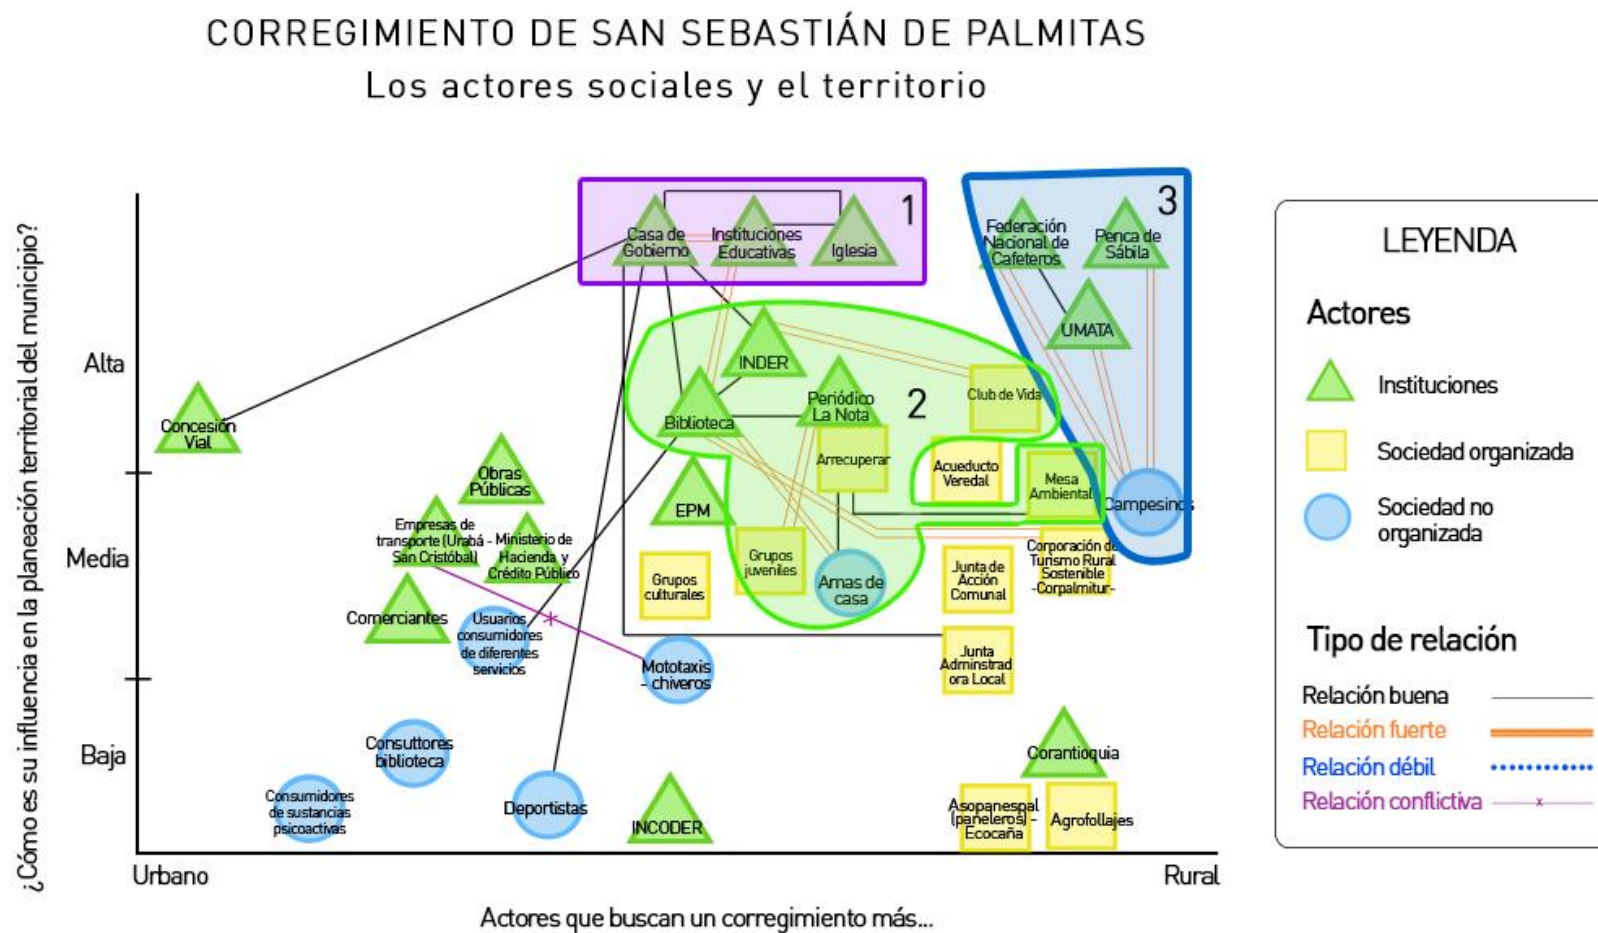 CORREGIMIENTO DE SAN SEBASTIÁN DE PALMITAS
Los actores sociales y el territorio
¿Cómo es su influencia en la planeación territorial del municipio?
Alta
Media
Baja
Urbano
Rural
Actores que buscan un corregimiento más...
1
Casa de
Gobierno
Instituciones
Educativas
Iglesia
3
Federación
Nacional de
Cafeteros
Penca de
Sábila
UMATA
Campesinos
2
INDER
Biblioteca
Periódico
La Nota
Club de Vida
Arrecuperar
Acueducto
Veredal
Mesa
Ambiental
Grupos
juveniles
Amas de
casa
Concesión
Vial
Obras
Públicas
EPM
Empresas de
transporte (Urabá -
San Cristóbal)
Ministerio de
Hacienda y
Crédito Público
Grupos
culturales
Junta de
Acción
Comunal
Corporación de
Turismo Rural
Sostenible
-Corpalmitur-
Comerciantes
Usuarios
consumidores
de diferentes
servicios
Mototaxis
- chiveros
Junta
Adminstrad
ora Local
Consuttores
biblioteca
Corantioquia
Consumidores
de sustancias
psicoactivas
Deportistas
INCODER
Asopanespal
(paneleros) -
Ecocaña
Agrofollajes
LEYENDA
Actores
Instituciones
Sociedad organizada
Sociedad no
organizada
Tipo de relación
Relación buena
Relación fuerte
Relación débil
Relación conflictiva